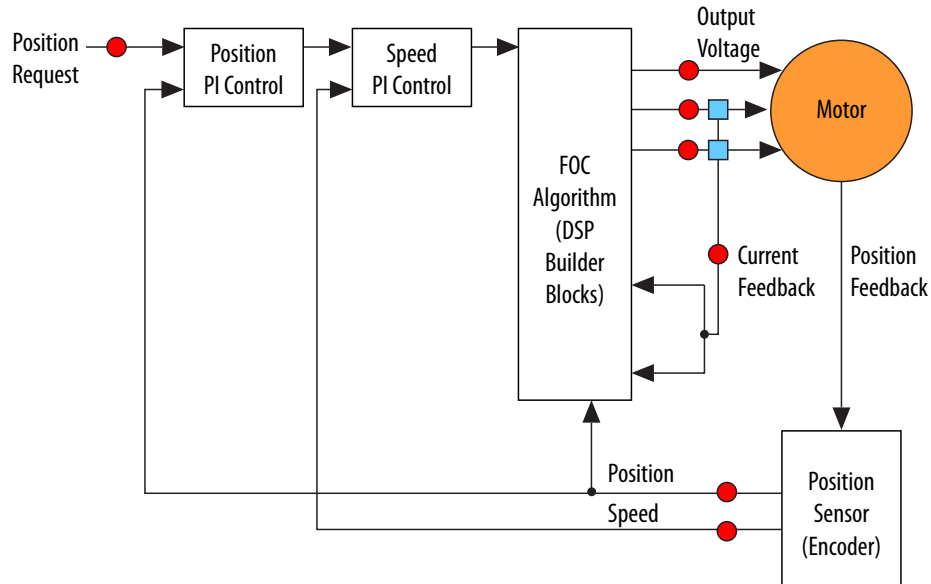 Position
Request
Position
PI Control
Speed
PI Control
FOC
Algorithm
(DSP
Builder
Blocks)
Output
Voltage
Motor
Current
Feedback
Position
Feedback
Position
Speed
Position
Sensor
(Encoder)